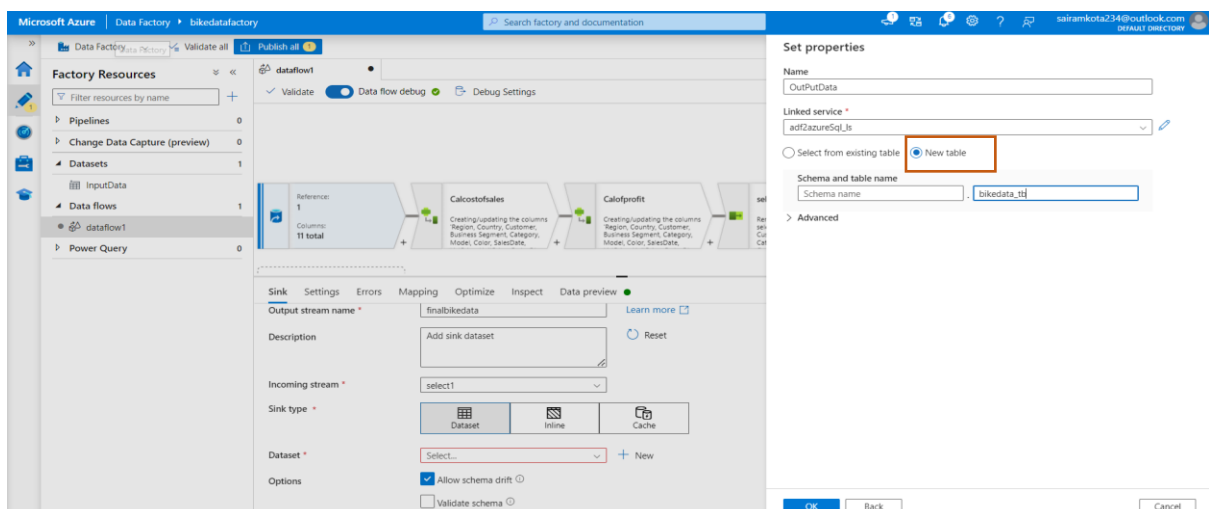 Microsoft Azure
Data Factory
bikedatafactory
Search factory and documentation
1
sairamkota234@outlook.com
DEFAULT DIRECTORY
Data Factory
Data Factory
Validate all
Publish all 1
Factory Resources
Filter resources by name
Pipelines 0
Change Data Capture (preview) 0
Datasets 1
InputData
Data flows 1
dataflow1
Power Query 0
dataflow1
Validate
Data flow debug
Debug Settings
Reference:
1
Columns:
11 total
Calcostofsales
Creating/updating the columns
'Region, Country, Customer,
Business Segment, Category,
Model, Color, SalesDate,
Calofprofit
Creating/updating the columns
'Region, Country, Customer,
Business Segment, Category,
Model, Color, SalesDate,
sel
Sink Settings Errors Mapping Optimize Inspect Data preview
Output stream name *
finalbikedata
Learn more
Description
Add sink dataset
Reset
Incoming stream *
select1
Sink type *
Dataset
Inline
Cache
Dataset *
Select...
+ New
Options
Allow schema drift
Validate schema
Set properties
Name
OutPutData
Linked service *
adf2azureSql_ls
Select from existing table
New table
Schema and table name
Schema name . bikedata_tb
Advanced
OK
Back
Cancel